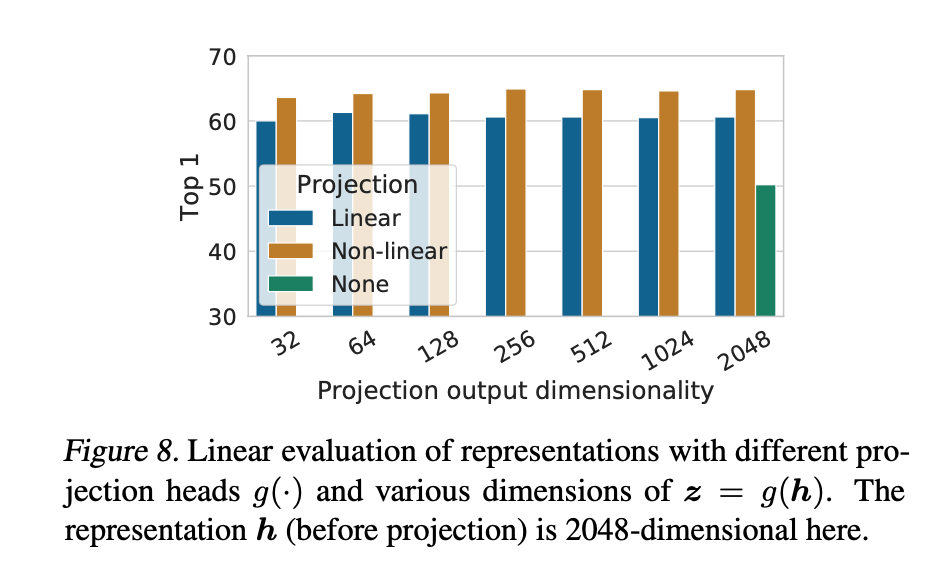 70
60
50
40
30
Top 1
Projection
Linear
Non-linear
None
32 64 128 256 512 1024 2048
Projection output dimensionality
Figure 8. Linear evaluation of representations with different pro-
jection heads g(·) and various dimensions of z = g(h). The
representation h (before projection) is 2048-dimensional here.